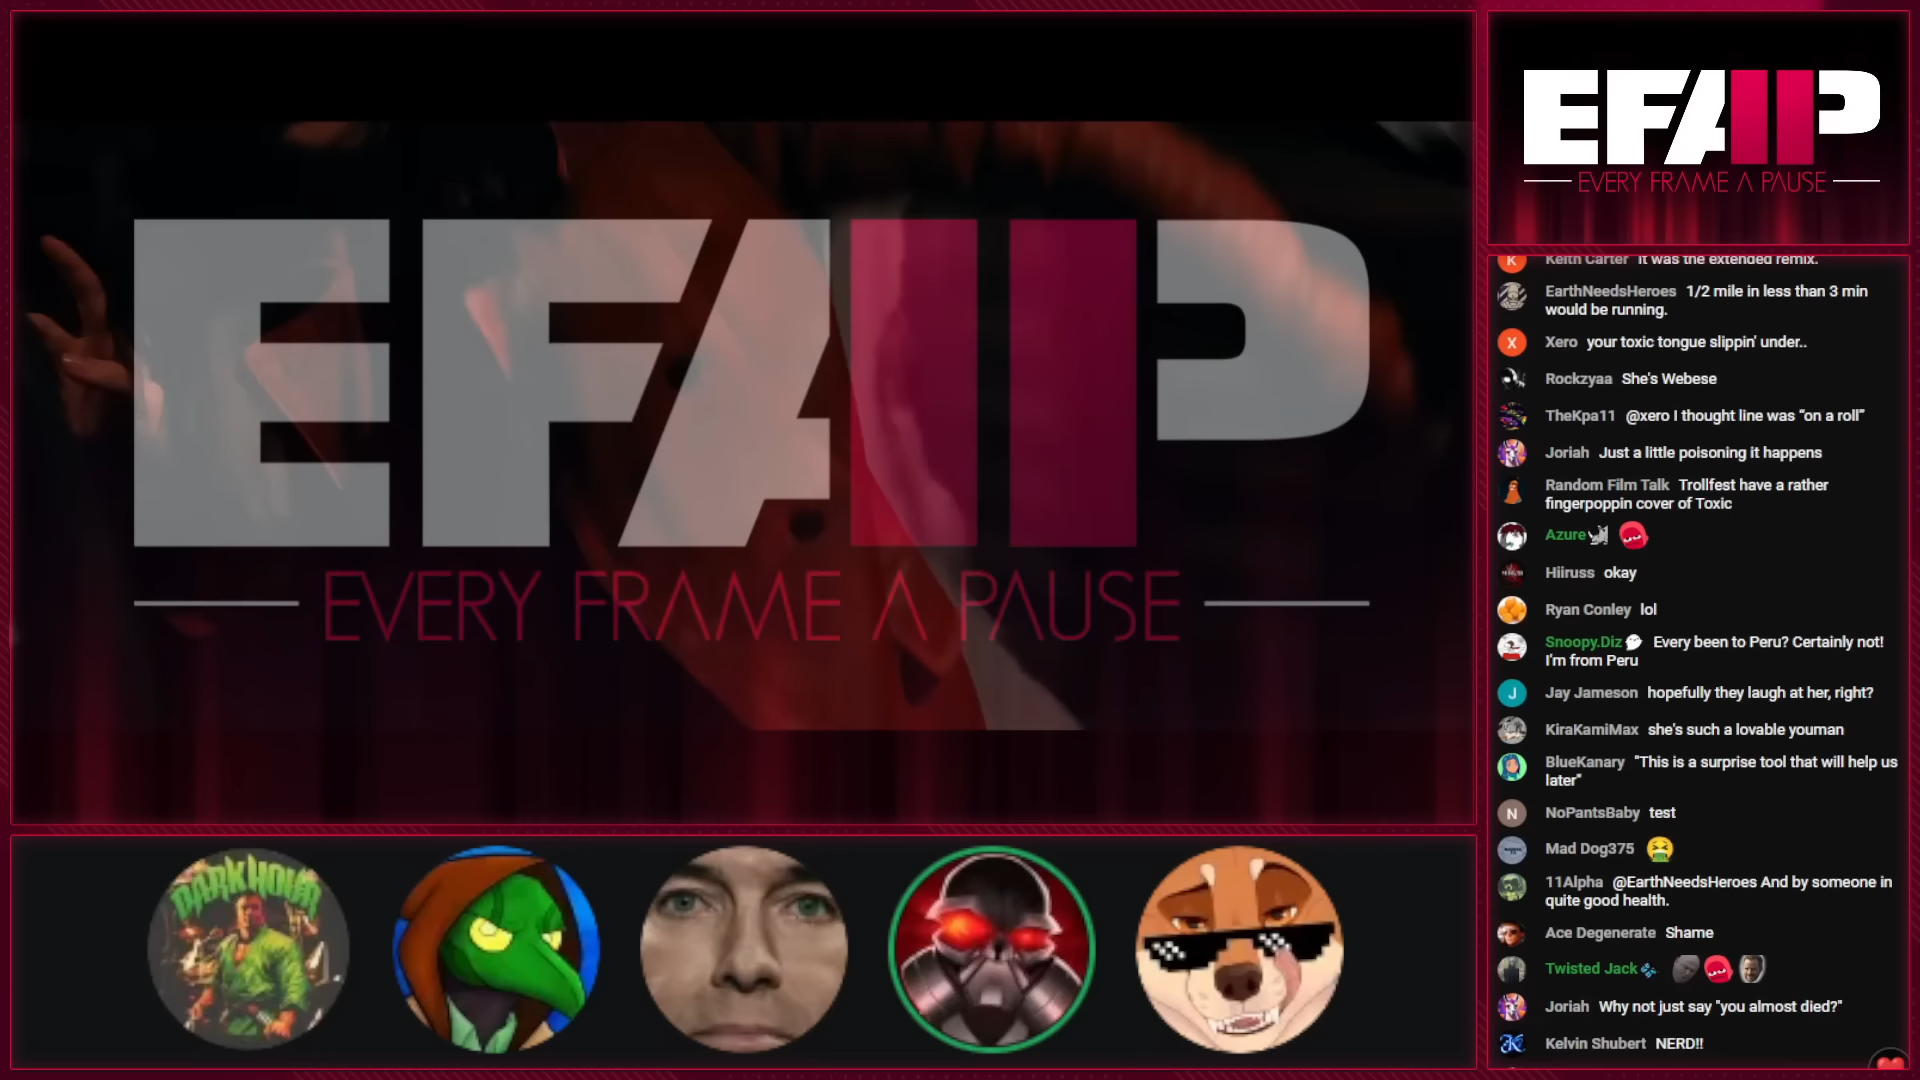 EFAP
EVERY FRAME A PAUSE
DARK HOUR
EFAP
EVERY FRAME A PAUSE
Keith Carter it was the extended remix.
EarthNeedsHeroes 1/2 mile in less than 3 min
would be running.
Xero your toxic tongue slippin' under..
Rockzyaa She's Webese
TheKpa11 @xero I thought line was “on a roll”
Joriah Just a little poisoning it happens
Random Film Talk Trollfest have a rather
fingerpoppin cover of Toxic
Azure
Hiiruss okay
Ryan Conley lol
Snoopy.Diz Every been to Peru? Certainly not!
I'm from Peru
Jay Jameson hopefully they laugh at her, right?
KiraKamiMax she's such a lovable youman
BlueKanary "This is a surprise tool that will help us
later"
NoPantsBaby test
Mad Dog375
11Alpha @EarthNeedsHeroes And by someone in
quite good health.
Ace Degenerate Shame
Twisted Jack
Joriah Why not just say "you almost died?"
Kelvin Shubert NERD!!